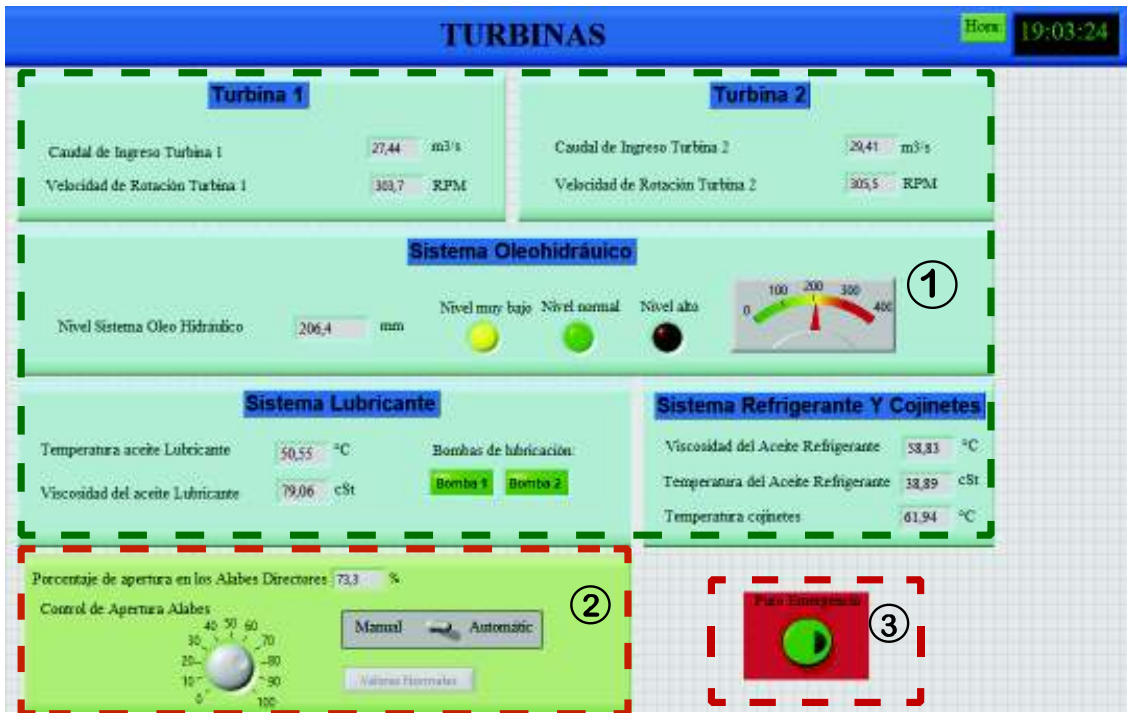 TURBINAS
Hora:
19:03:24
Turbina 1
Caudal de Ingreso Turbina 1 27,44 m3/s
Velocidad de Rotación Turbina 1 303,7 RPM
Turbina 2
Caudal de Ingreso Turbina 2 29,41 m3/s
Velocidad de Rotación Turbina 2 305,5 RPM
Sistema Oleohidráuico
Nivel Sistema Oleo Hidráulico 206,4 mm
Nivel muy bajo Nivel normal Nivel alto
0 100 200 300 400
1
Sistema Lubricante
Temperatura aceite Lubricante 50,55 °C
Viscosidad del aceite Lubricante 79,06 cSt
Bombas de lubricación:
Bomba 1 Bomba 2
Sistema Refrigerante Y Cojinetes
Viscosidad del Aceite Refrigerante 58,83 °C
Temperatura del Aceite Refrigerante 38,89 cSt
Temperatura cojinetes 61,94 °C
Porcentaje de apertura en los Alabes Directores 73,3 %
Control de Apertura Alabes
0 10 20 30 40 50 60 70 80 90 100
Manual Automátic
Valores Normales
2
Paro Emergencia
3